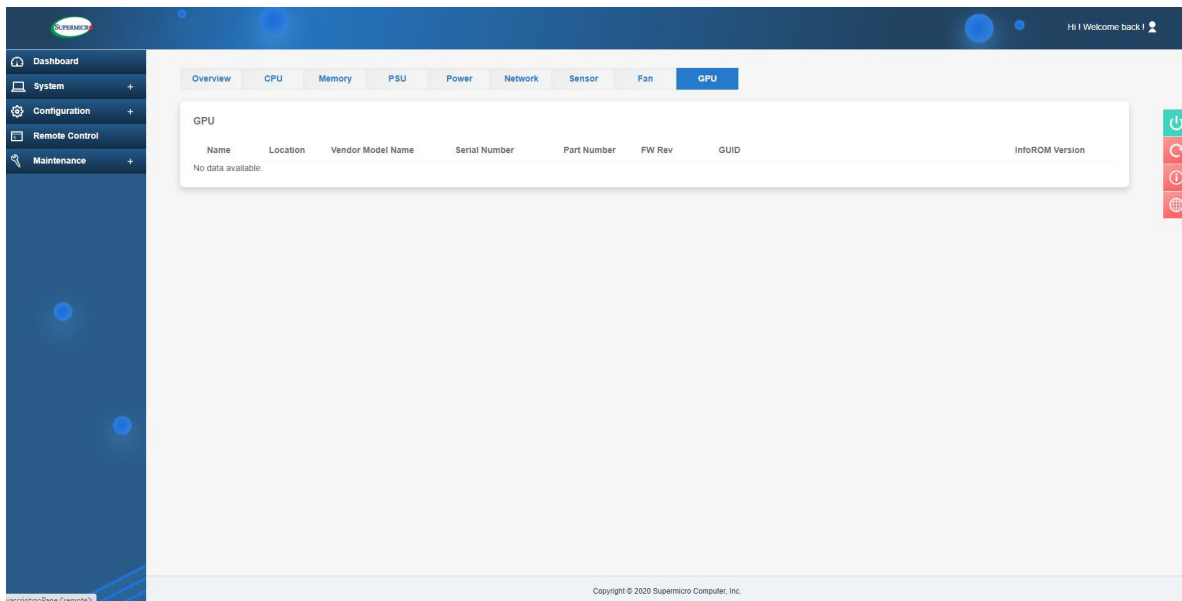 SUPERMICR
Hi ! Welcome back !
Dashboard
System +
Configuration +
Remote Control
Maintenance +
Overview CPU Memory PSU Power Network Sensor Fan GPU
GPU
Name Location Vendor Model Name Serial Number Part Number FW Rev GUID InfoROM Version
No data available.
Copyright © 2020 Supermicro Computer, Inc.